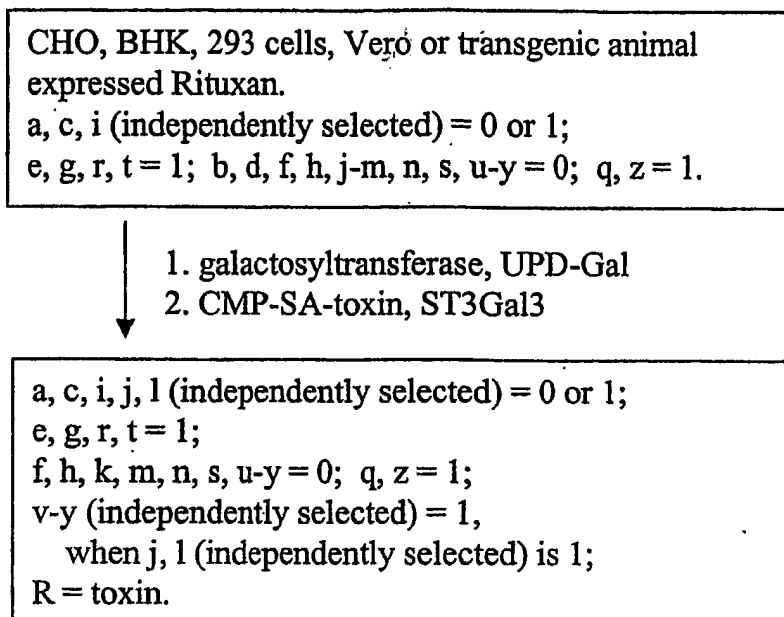 CHO, BHK, 293 cells, Vero or transgenic animal
expressed Rituxan.
a, c, i (independently selected) = 0 or 1;
e, g, r, t = 1; b, d, f, h, j-m, n, s, u-y = 0; q, z = 1.
1. galactosyltransferase, UPD-Gal
2. CMP-SA-toxin, ST3Gal3
a, c, i, j, l (independently selected) = 0 or 1;
e, g, r, t = 1;
f, h, k, m, n, s, u-y = 0; q, z = 1;
v-y (independently selected) = 1,
when j, l (independently selected) is 1;
R = toxin.